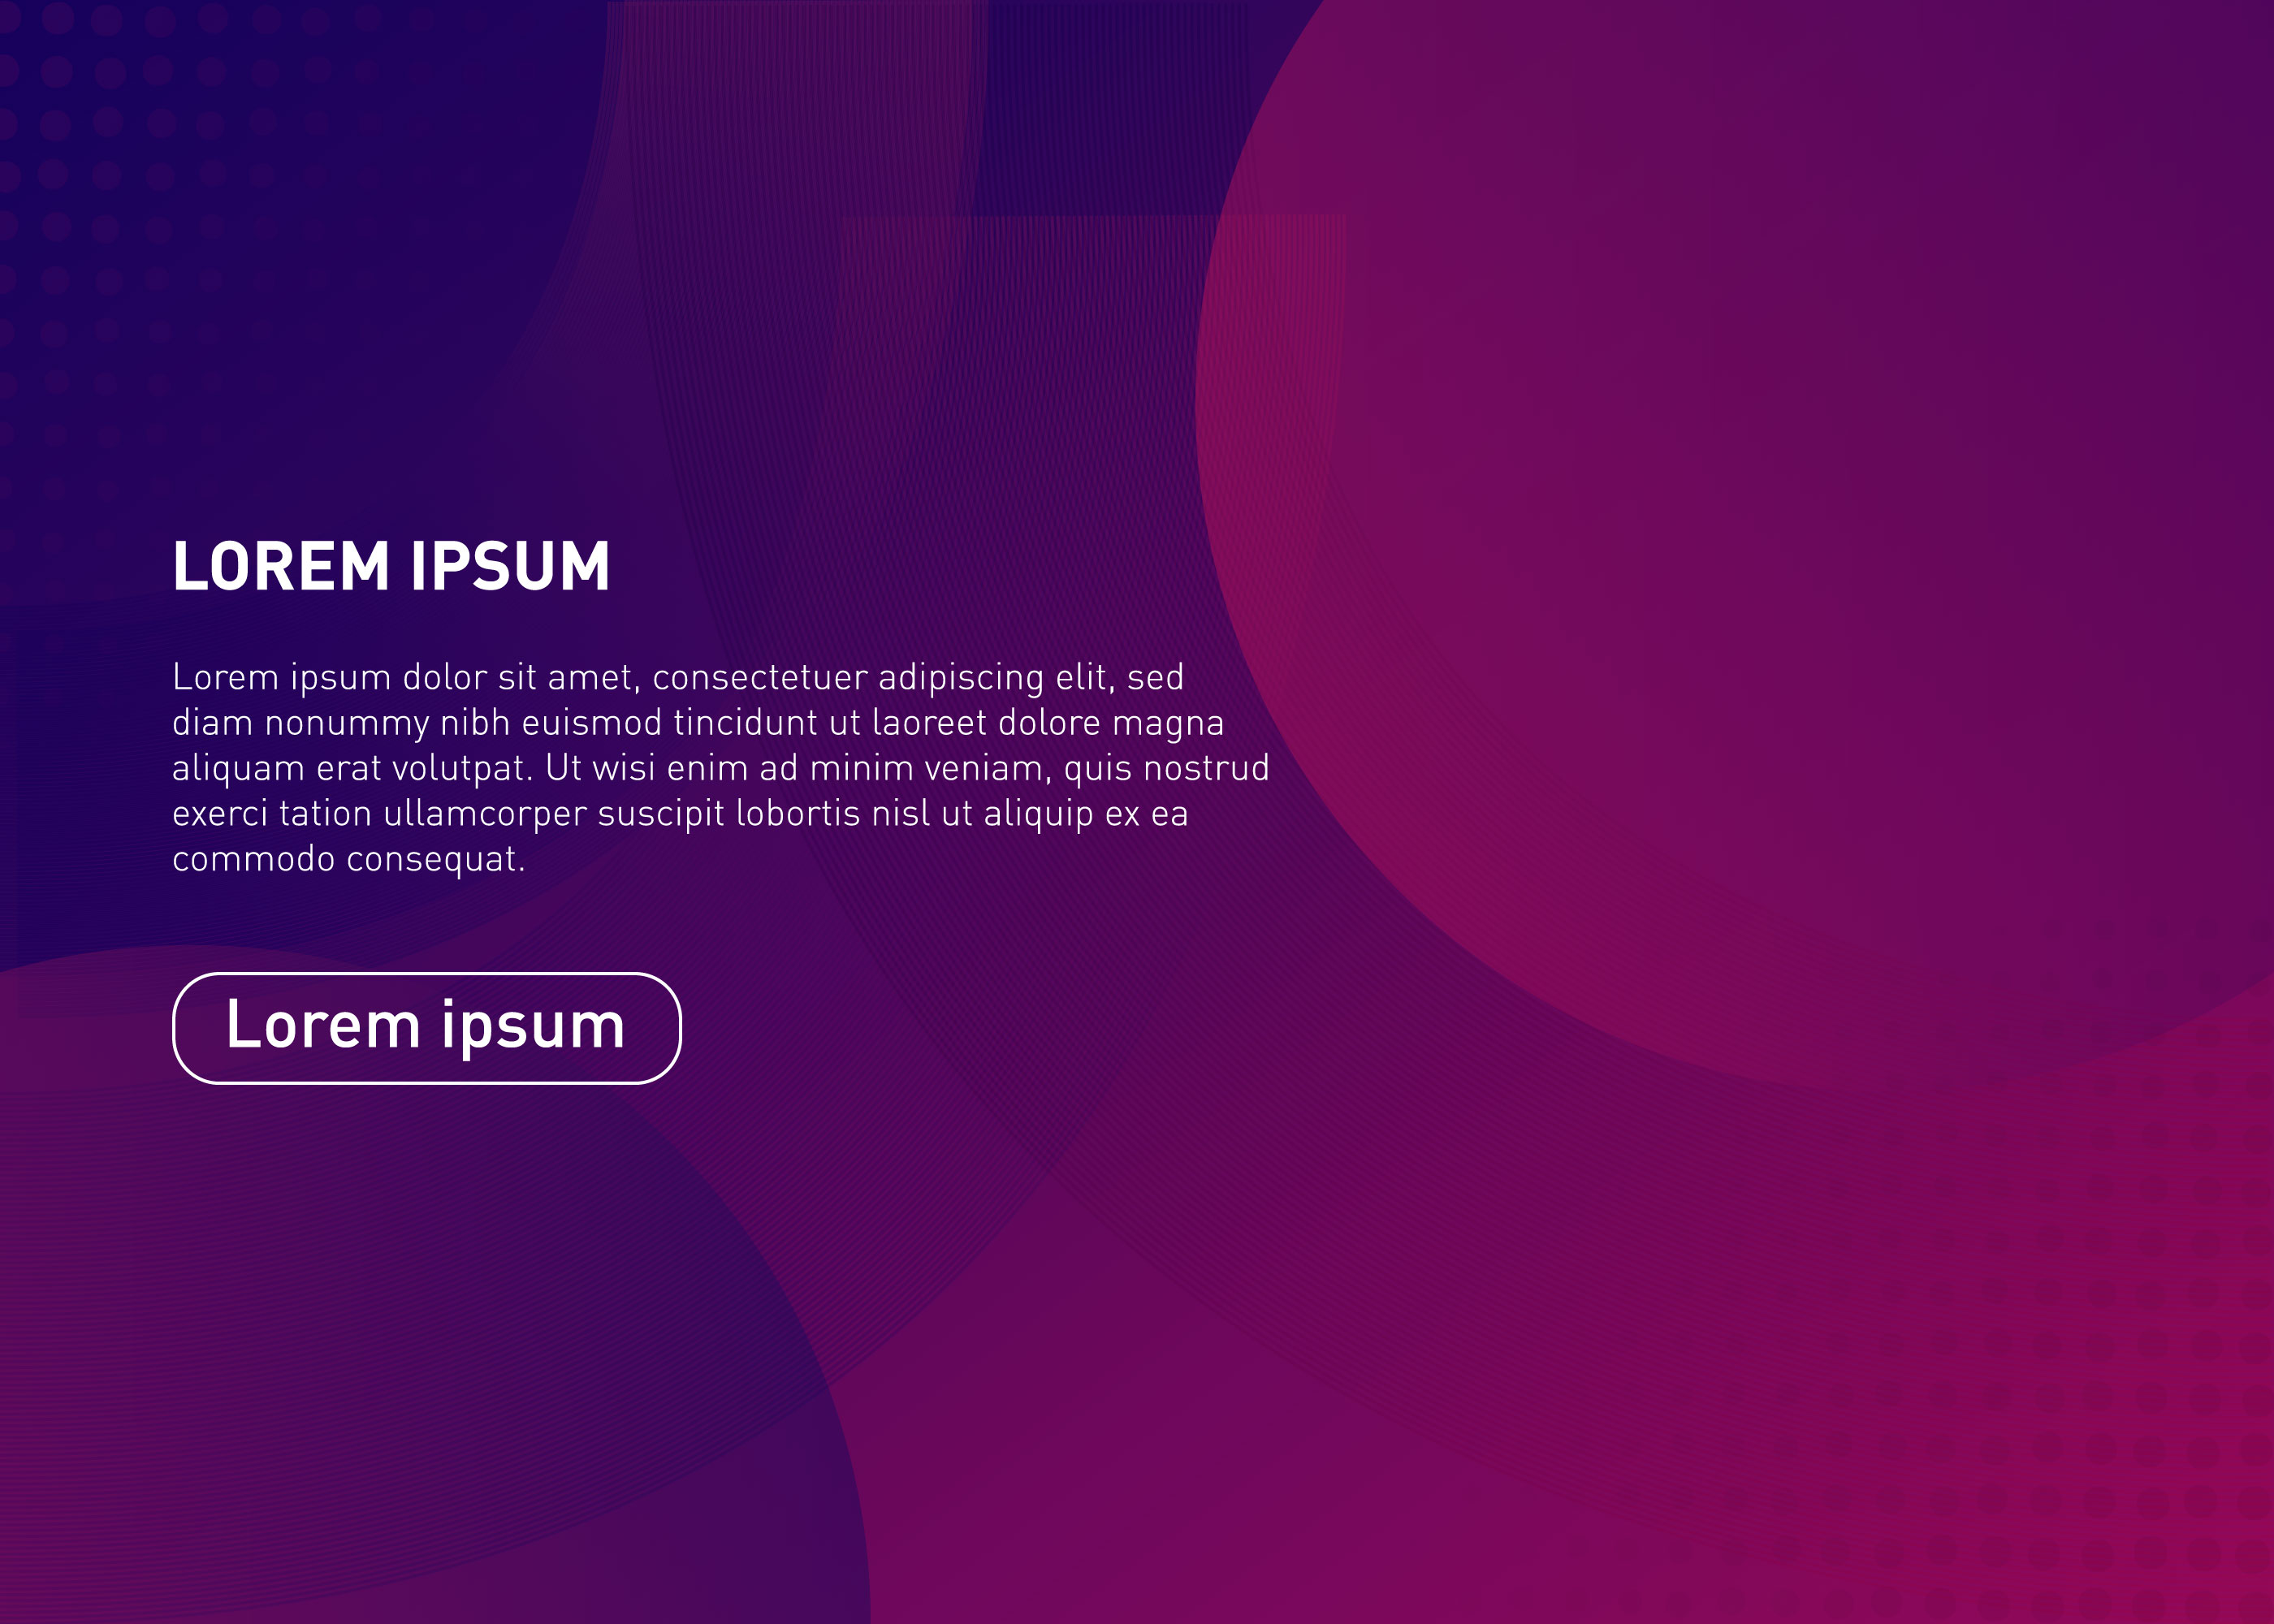 LOREM IPSUM
Lorem ipsum dolor sit amet, consectetuer adipiscing elit, sed
diam nonummy nibh euismod tincidunt ut laoreet dolore magna
aliquam erat volutpat. Ut wisi enim ad minim veniam, quis nostrud
exerci tation ullamcorper suscipit lobortis nisl ut aliquip ex ea
commodo consequat.
Lorem ipsum